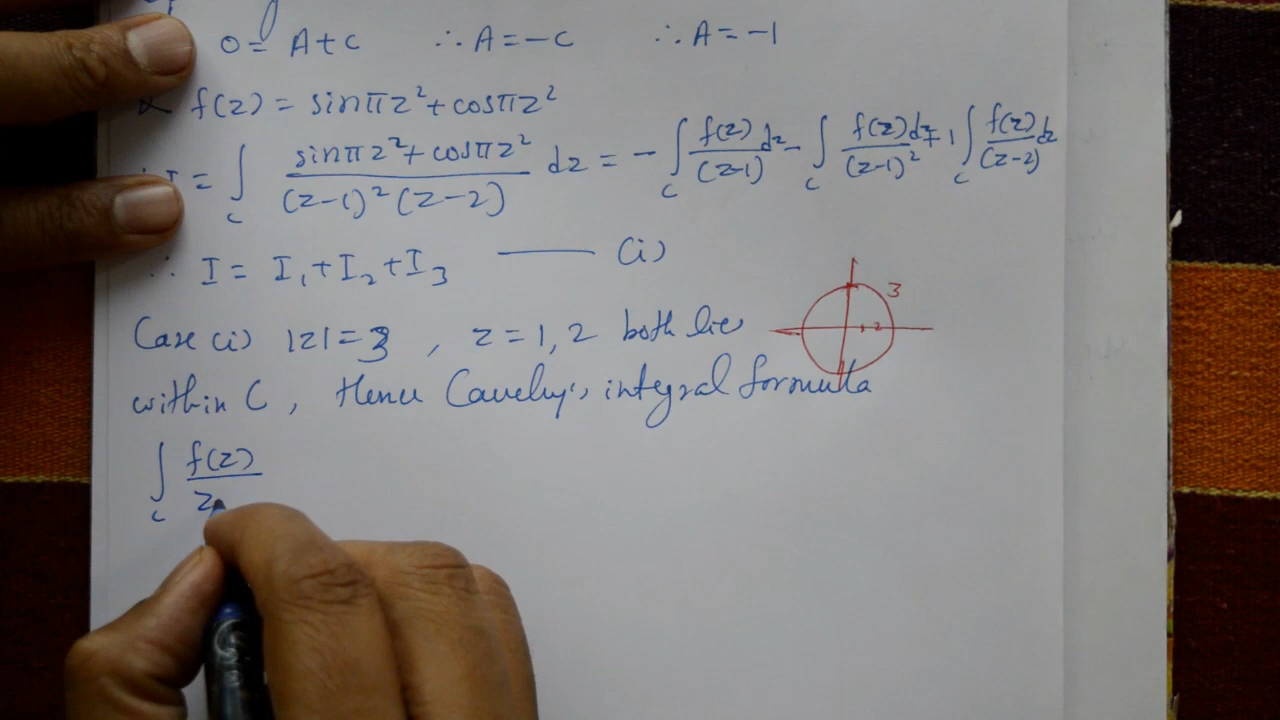 0 = A+C ∴ A = -C ∴ A = -1
f(z) = sinπz² + cosπz²
I = ∫_C (sinπz² + cosπz²)/((z-1)²(z-2)) dz = - ∫_C f(z)/(z-1) dz - ∫_C f(z)dz/(z-1)² + 1∫_C f(z)/(z-2) dz
∴ I = I₁+I₂+I₃ —— (i)
3
2
Case (i) |z| = 3 , z = 1, 2 both lies
within C , Hence Cauchy's integral formula
∫_C f(z)/z